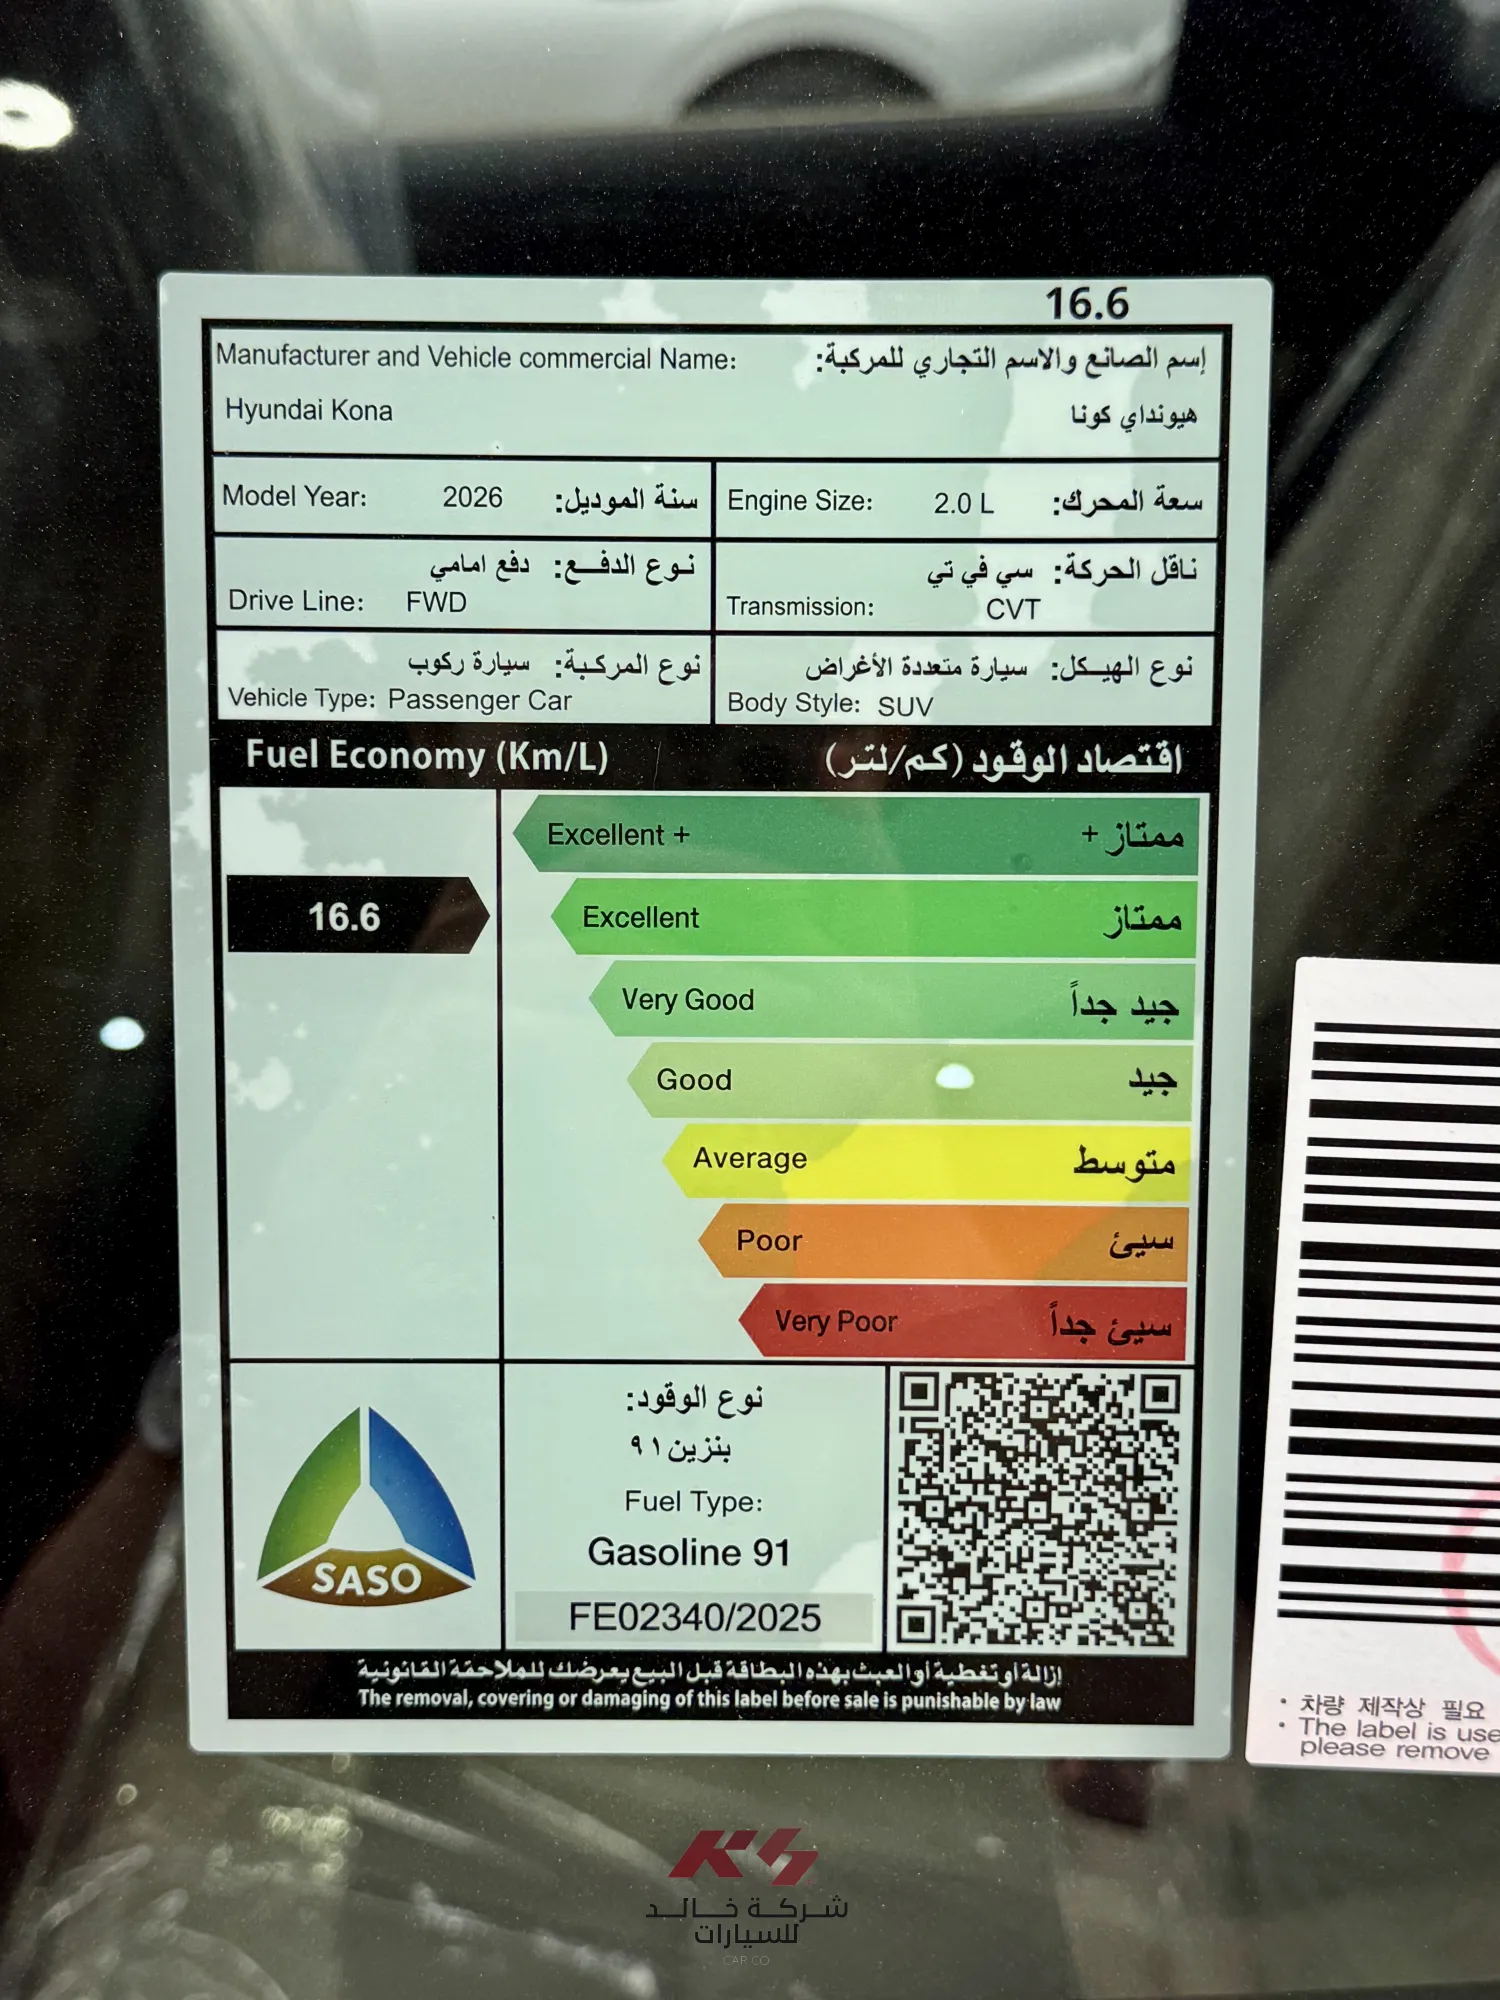 16.6
Manufacturer and Vehicle commercial Name: إسم الصانع والاسم التجاري للمركبة:
Hyundai Kona هيونداي كونا
Model Year: 2026 سنة الموديل:
Engine Size: 2.0 L سعة المحرك:
نوع الدفع: دفع امامي
Drive Line: FWD
ناقل الحركة: سي في تي
Transmission: CVT
نوع المركبة: سيارة ركوب
Vehicle Type: Passenger Car
نوع الهيكل: سيارة متعددة الأغراض
Body Style: SUV
Fuel Economy (Km/L) اقتصاد الوقود (كم/لتر)
Excellent + ممتاز +
16.6
Excellent ممتاز
Very Good جيد جداً
Good جيد
Average متوسط
Poor سيئ
Very Poor سيئ جداً
SASO
نوع الوقود:
بنزين ٩١
Fuel Type:
Gasoline 91
FE02340/2025
إزالة أو تغطية أو العبث بهذه البطاقة قبل البيع يعرضك للملاحقة القانونية
The removal, covering or damaging of this label before sale is punishable by law
• 차량 제작상 필요
• The label is use
please remove
KS
شركة خالد
للسيارات
CAR CO